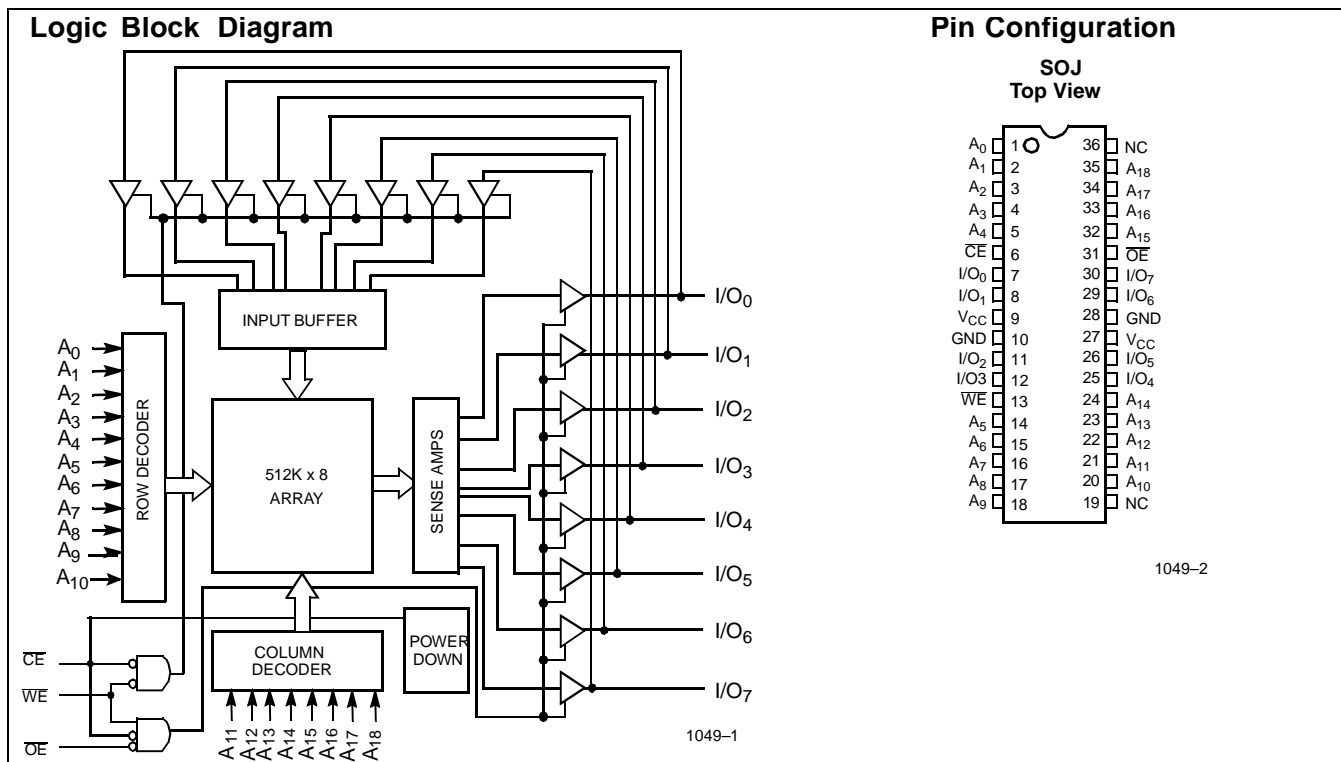 Logic Block Diagram
Pin Configuration
SOJ
Top View
INPUT BUFFER
A0
A1
A2
A3
A4
A5
A6
A7
A8
A9
A10
ROW DECODER
512K x 8
ARRAY
SENSE AMPS
I/O0
I/O1
I/O2
I/O3
I/O4
I/O5
I/O6
I/O7
COLUMN
DECODER
POWER
DOWN
CE
WE
OE
A11
A12
A13
A14
A15
A16
A17
A18
1049–1
A0 1 36 NC
A1 2 35 A18
A2 3 34 A17
A3 4 33 A16
A4 5 32 A15
CE 6 31 OE
I/O0 7 30 I/O7
I/O1 8 29 I/O6
VCC 9 28 GND
GND 10 27 VCC
I/O2 11 26 I/O5
I/O3 12 25 I/O4
WE 13 24 A14
A5 14 23 A13
A6 15 22 A12
A7 16 21 A11
A8 17 20 A10
A9 18 19 NC
1049–2